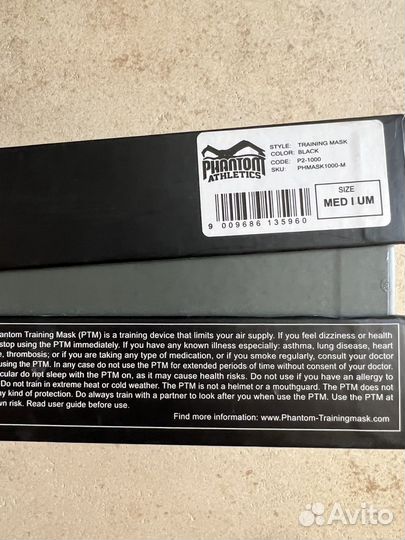 PHANTOM
ATHLETICS
STYLE: TRAINING MASK
COLOR: BLACK
CODE: P2-1000
SKU: PHMASK1000-M
9 009686 135960
SIZE
MED I UM
antom Training Mask (PTM) is a training device that limits your air supply. If you feel dizziness or health
stop using the PTM immediately. If you have any known illness especially: asthma, lung disease, heart
e, thrombosis; or if you are taking any type of medication, or if you smoke regularly, consult your doctor
using the PTM. In any case do not use the PTM for extended periods of time without consent of your doctor.
cular do not sleep with the PTM on, as it may cause health risks. Do not use if you have an allergy to
Do not train in extreme heat or cold weather. The PTM is not a helmet or a mouthguard. The PTM does not
ny kind of protection. Do always train with a partner to look after you when use the PTM. Use the PTM at
wn risk. Read user guide before use.
Find more information: www.Phantom-Trainingmask.com
Avito